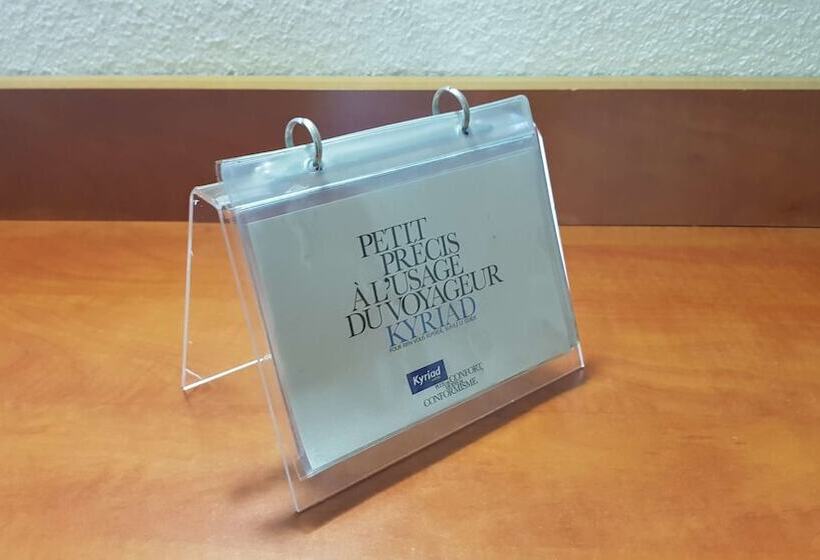 PETIT
PRÉCIS
À L'USAGE
DU VOYAGEUR
KYRIAD
Kyriad
CONFORT,
CONFORMISME